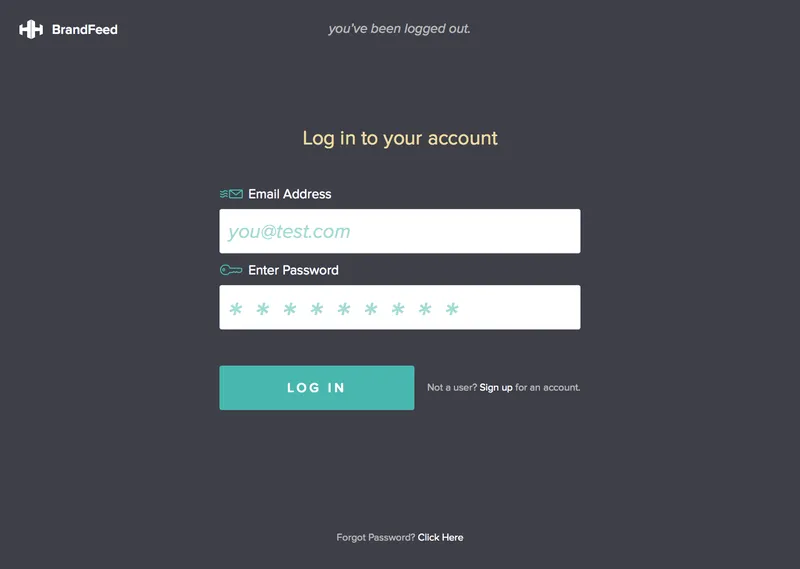 BrandFeed
you've been logged out.
Log in to your account
Email Address
you@test.com
Enter Password
* * * * * * * * *
LOG IN
Not a user? Sign up for an account.
Forgot Password? Click Here